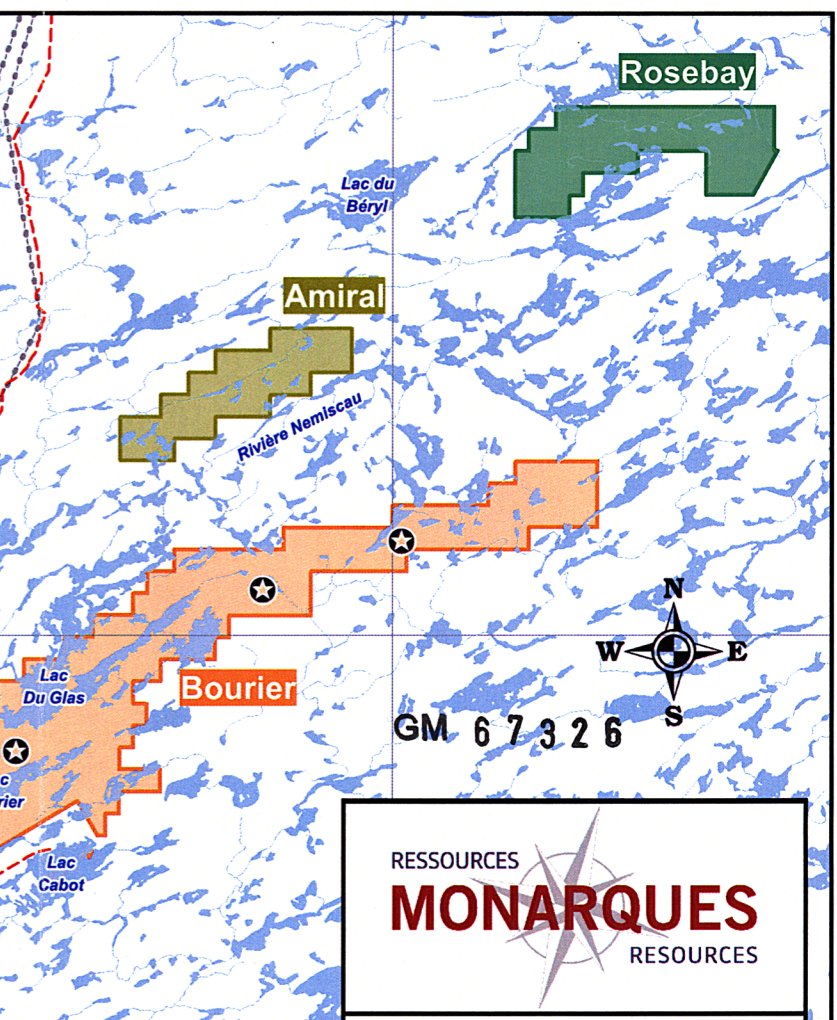 Rosebay
Lac du
Béryl
Amiral
Rivière Nemiscau
N
W
E
S
Lac
Du Glas
Bourier
GM 67326
Lac
Cabot
RESSOURCES
MONARQUES
RESOURCES